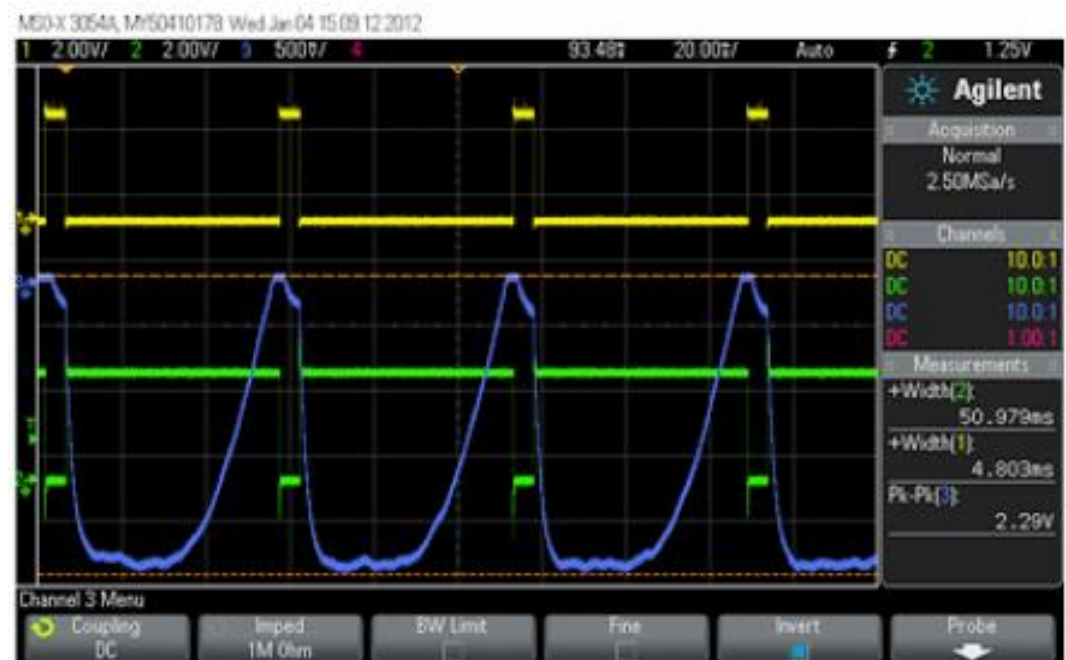 MSO-X 3054A, MY50410178: Wed Jan 04 15:09:12 2012
1 2.00V/ 2 2.00V/ 3 500V/ 4 93.48s 20.00s/ Auto 2 1.25V
Agilent
Acquisition
Normal
2.50MSa/s
Channels
DC 10.0:1
DC 10.0:1
DC 10.0:1
DC 1.00:1
Measurements
+Width(2):
50.979ms
+Width(1):
4.803ms
Pk-Pk(3):
2.29V
Channel 3 Menu
Coupling Imped BW Limit Fine Invert Probe
DC 1M Ohm